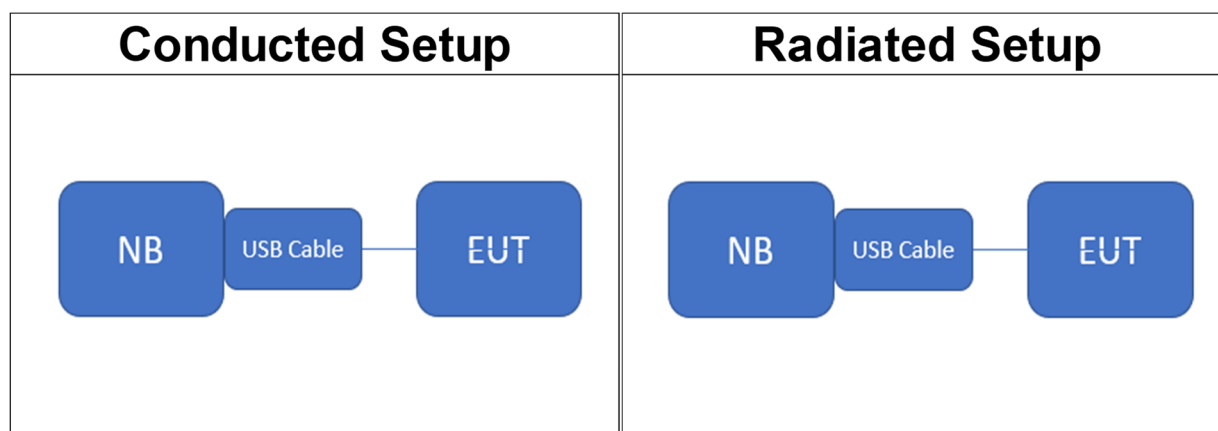 Conducted Setup
Radiated Setup
NB
USB Cable
EUT
NB
USB Cable
EUT